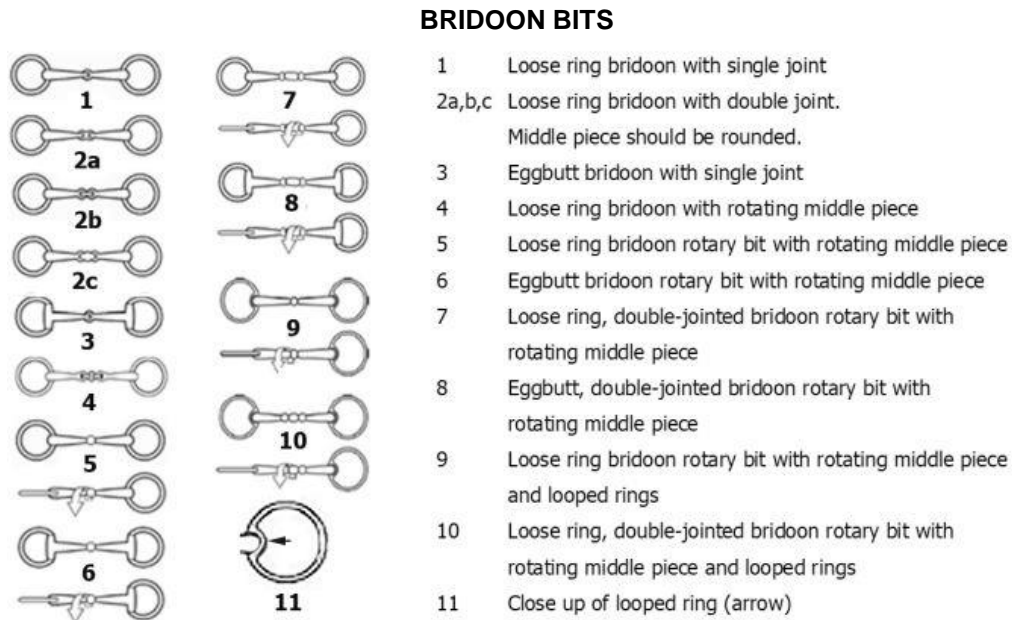 BRIDOON BITS
1
2a
2b
2c
3
4
5
6
7
8
9
10
11
1 Loose ring bridoon with single joint
2a,b,c Loose ring bridoon with double joint.
Middle piece should be rounded.
3 Eggbutt bridoon with single joint
4 Loose ring bridoon with rotating middle piece
5 Loose ring bridoon rotary bit with rotating middle piece
6 Eggbutt bridoon rotary bit with rotating middle piece
7 Loose ring, double-jointed bridoon rotary bit with
rotating middle piece
8 Eggbutt, double-jointed bridoon rotary bit with
rotating middle piece
9 Loose ring bridoon rotary bit with rotating middle piece
and looped rings
10 Loose ring, double-jointed bridoon rotary bit with
rotating middle piece and looped rings
11 Close up of looped ring (arrow)